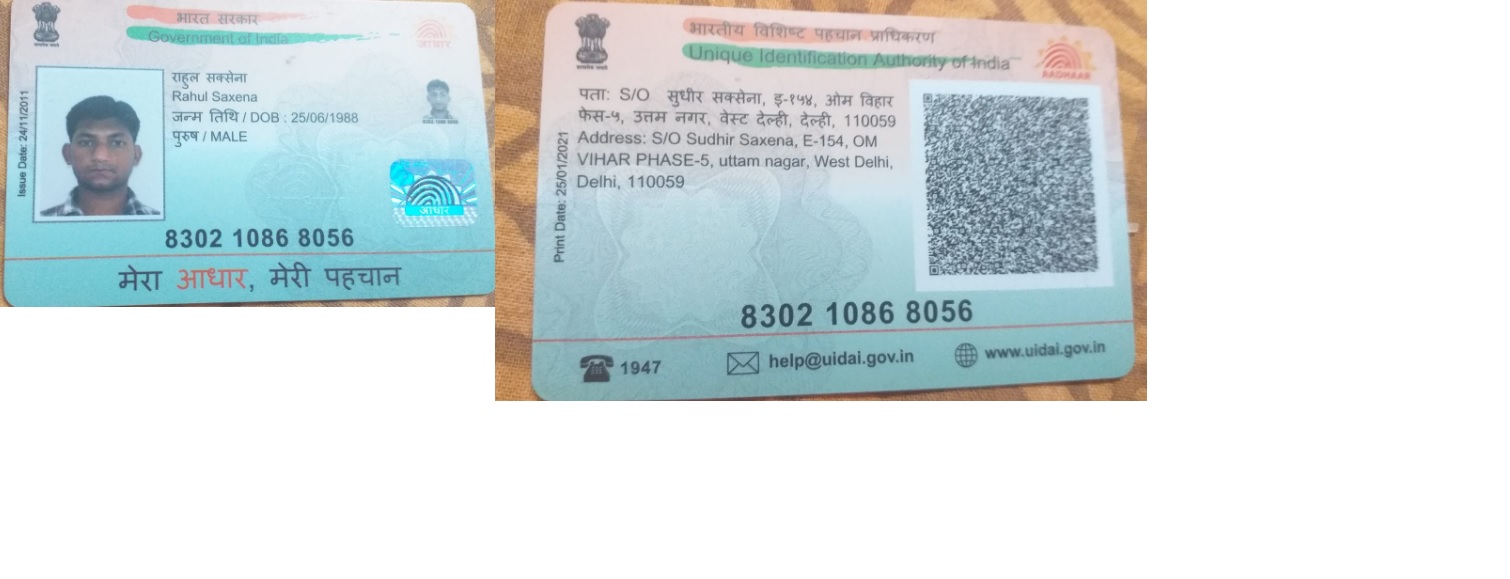 भारत सरकार
Government of India
आधार
Issue Date: 24/11/2011
राहुल सक्सेना
Rahul Saxena
जन्म तिथि / DOB : 25/06/1988
पुरुष / MALE
आधार
8302 1086 8056
मेरा आधार, मेरी पहचान
भारतीय विशिष्ट पहचान प्राधिकरण
Unique Identification Authority of India
AADHAAR
Print Date: 25/01/2021
पता: S/O सुधीर सक्सेना, इ-१५४, ओम विहार
फेस-५, उत्तम नगर, वेस्ट देल्ही, देल्ही, 110059
Address: S/O Sudhir Saxena, E-154, OM
VIHAR PHASE-5, uttam nagar, West Delhi,
Delhi, 110059
8302 1086 8056
1947
help@uidai.gov.in
www.uidai.gov.in